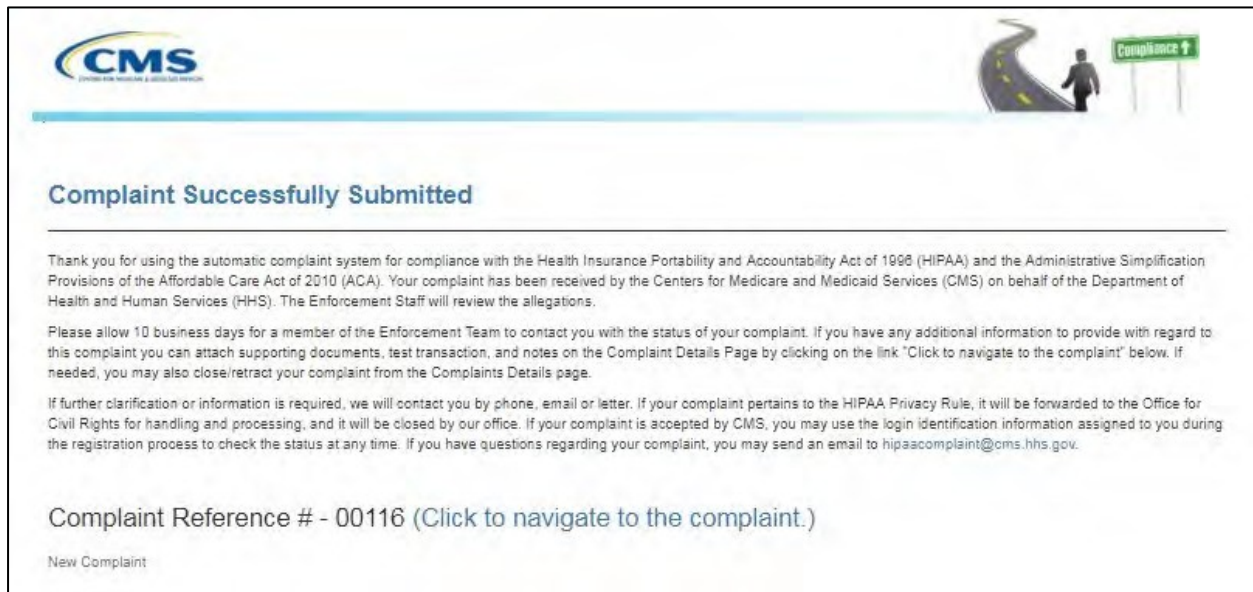 CMS
CENTERS FOR MEDICARE & MEDICAID SERVICES
Compliance
Complaint Successfully Submitted
Thank you for using the automatic complaint system for compliance with the Health Insurance Portability and Accountability Act of 1996 (HIPAA) and the Administrative Simplification
Provisions of the Affordable Care Act of 2010 (ACA). Your complaint has been received by the Centers for Medicare and Medicaid Services (CMS) on behalf of the Department of
Health and Human Services (HHS). The Enforcement Staff will review the allegations.
Please allow 10 business days for a member of the Enforcement Team to contact you with the status of your complaint. If you have any additional information to provide with regard to
this complaint you can attach supporting documents, test transaction, and notes on the Complaint Details Page by clicking on the link "Click to navigate to the complaint" below. If
needed, you may also close/retract your complaint from the Complaints Details page.
If further clarification or information is required, we will contact you by phone, email or letter. If your complaint pertains to the HIPAA Privacy Rule, it will be forwarded to the Office for
Civil Rights for handling and processing, and it will be closed by our office. If your complaint is accepted by CMS, you may use the login identification information assigned to you during
the registration process to check the status at any time. If you have questions regarding your complaint, you may send an email to hipaacomplaint@cms.hhs.gov.
Complaint Reference # - 00116 (Click to navigate to the complaint.)
New Complaint